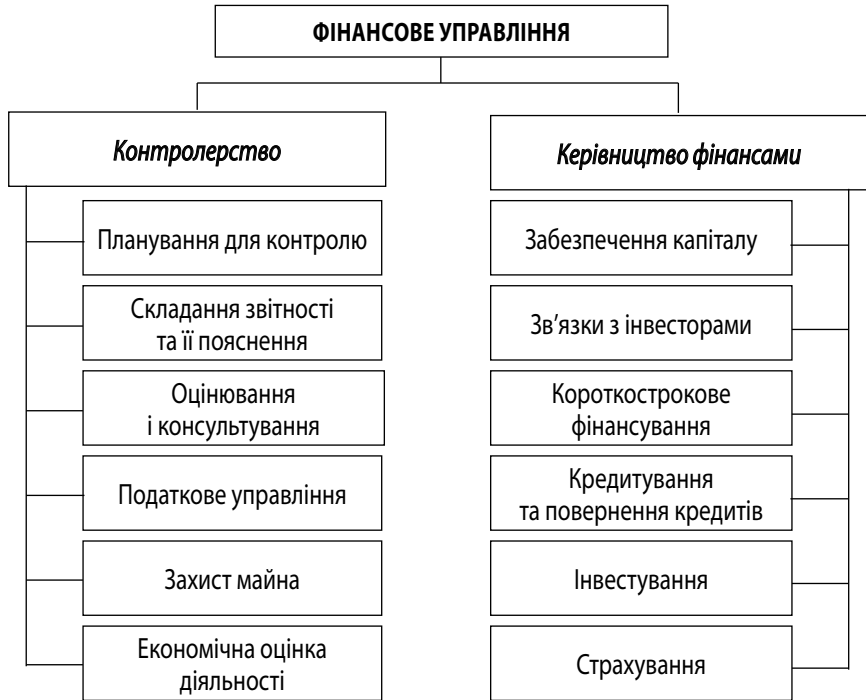 ФІНАНСОВЕ УПРАВЛІННЯ
Контролерство
Планування для контролю
Складання звітності
та її пояснення
Оцінювання
і консультування
Податкове управління
Захист майна
Економічна оцінка
діяльності
Керівництво фінансами
Забезпечення капіталу
Зв’язки з інвесторами
Короткострокове
фінансування
Кредитування
та повернення кредитів
Інвестування
Страхування